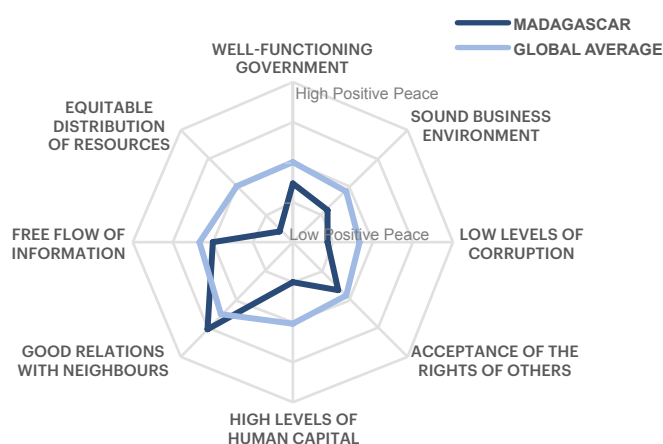 MADAGASCAR
GLOBAL AVERAGE
WELL-FUNCTIONING
GOVERNMENT
High Positive Peace
SOUND BUSINESS
ENVIRONMENT
LOW LEVELS OF
CORRUPTION
ACCEPTANCE OF THE
RIGHTS OF OTHERS
HIGH LEVELS OF
HUMAN CAPITAL
GOOD RELATIONS
WITH NEIGHBOURS
FREE FLOW OF
INFORMATION
EQUITABLE
DISTRIBUTION
OF RESOURCES
Low Positive Peace